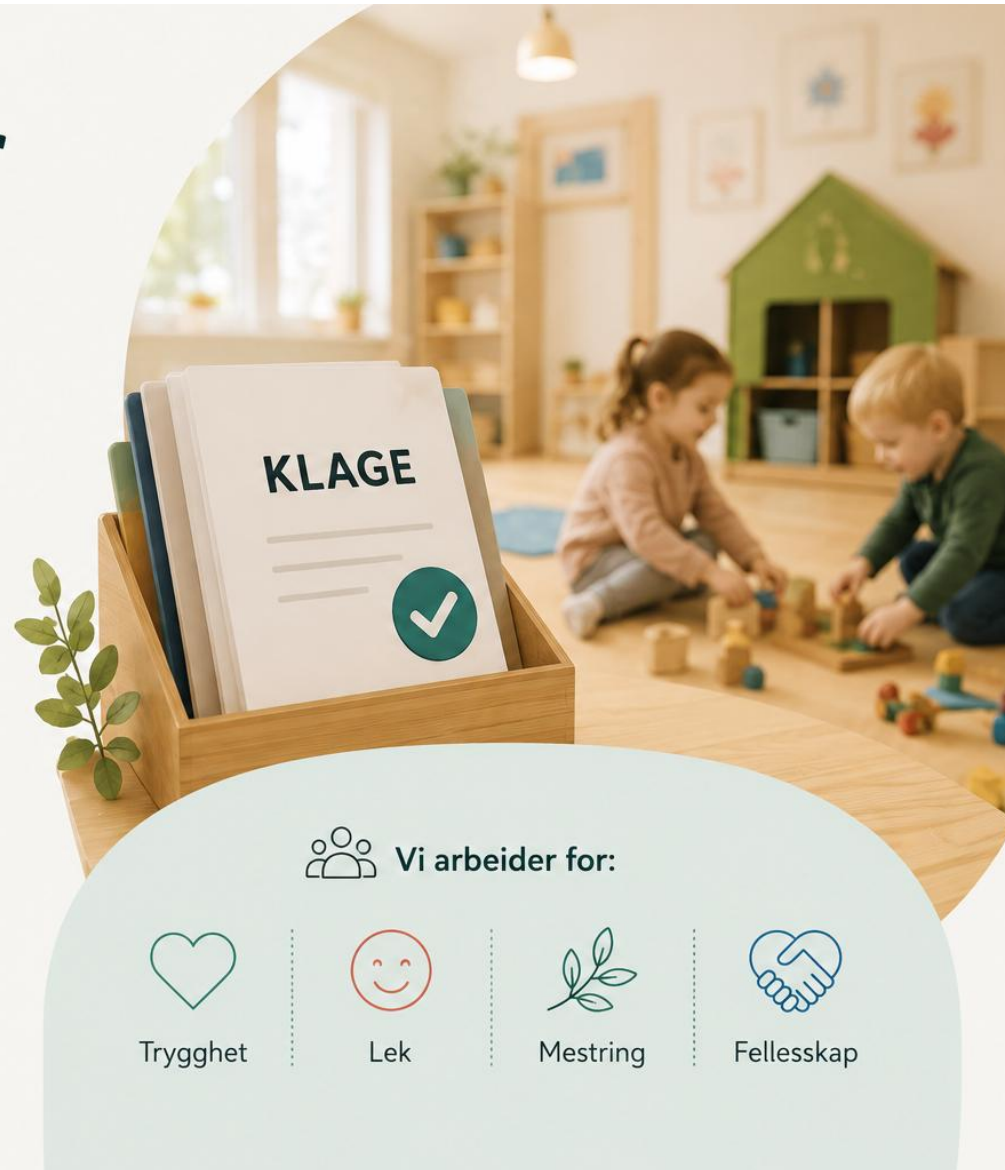 KLAGE
Vi arbeider for:
Trygghet
Lek
Mestring
Fellesskap